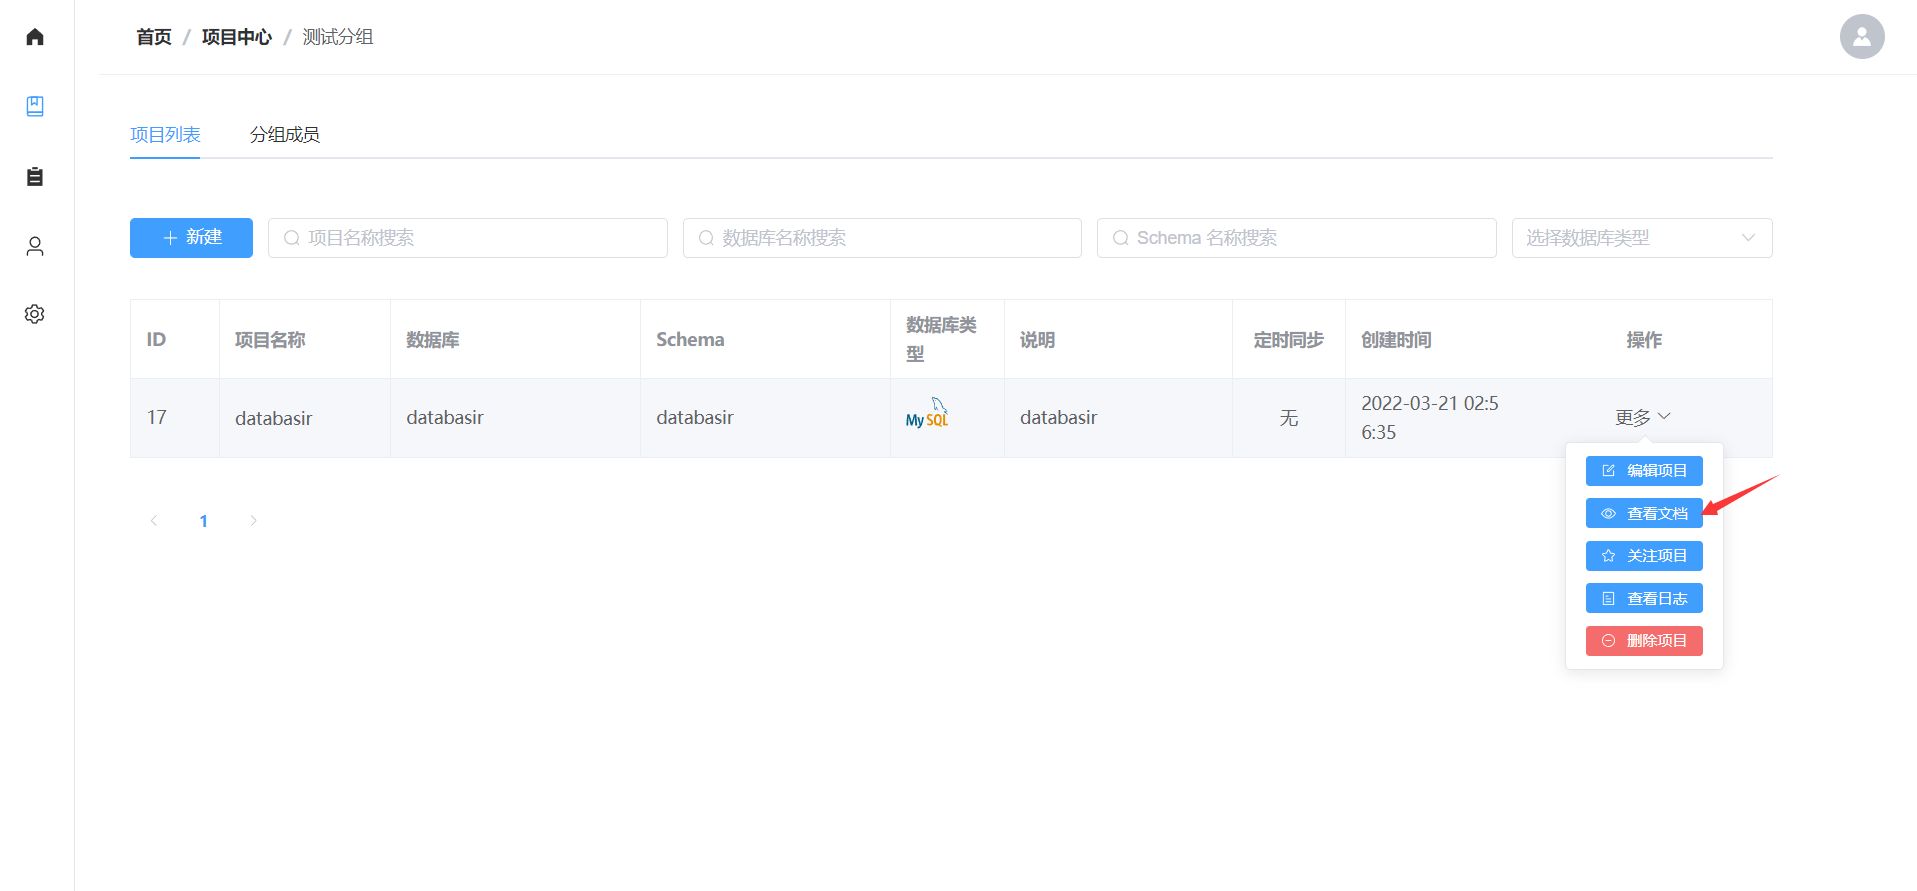 首页 / 项目中心 / 测试分组
项目列表
分组成员
新建
项目名称搜索
数据库名称搜索
Schema 名称搜索
选择数据库类型
ID
项目名称
数据库
Schema
数据库类
型
说明
定时同步
创建时间
操作
17
databasir
databasir
databasir
MySQL
databasir
无
2022-03-21 02:5
6:35
更多
编辑项目
查看文档
关注项目
查看日志
删除项目
1